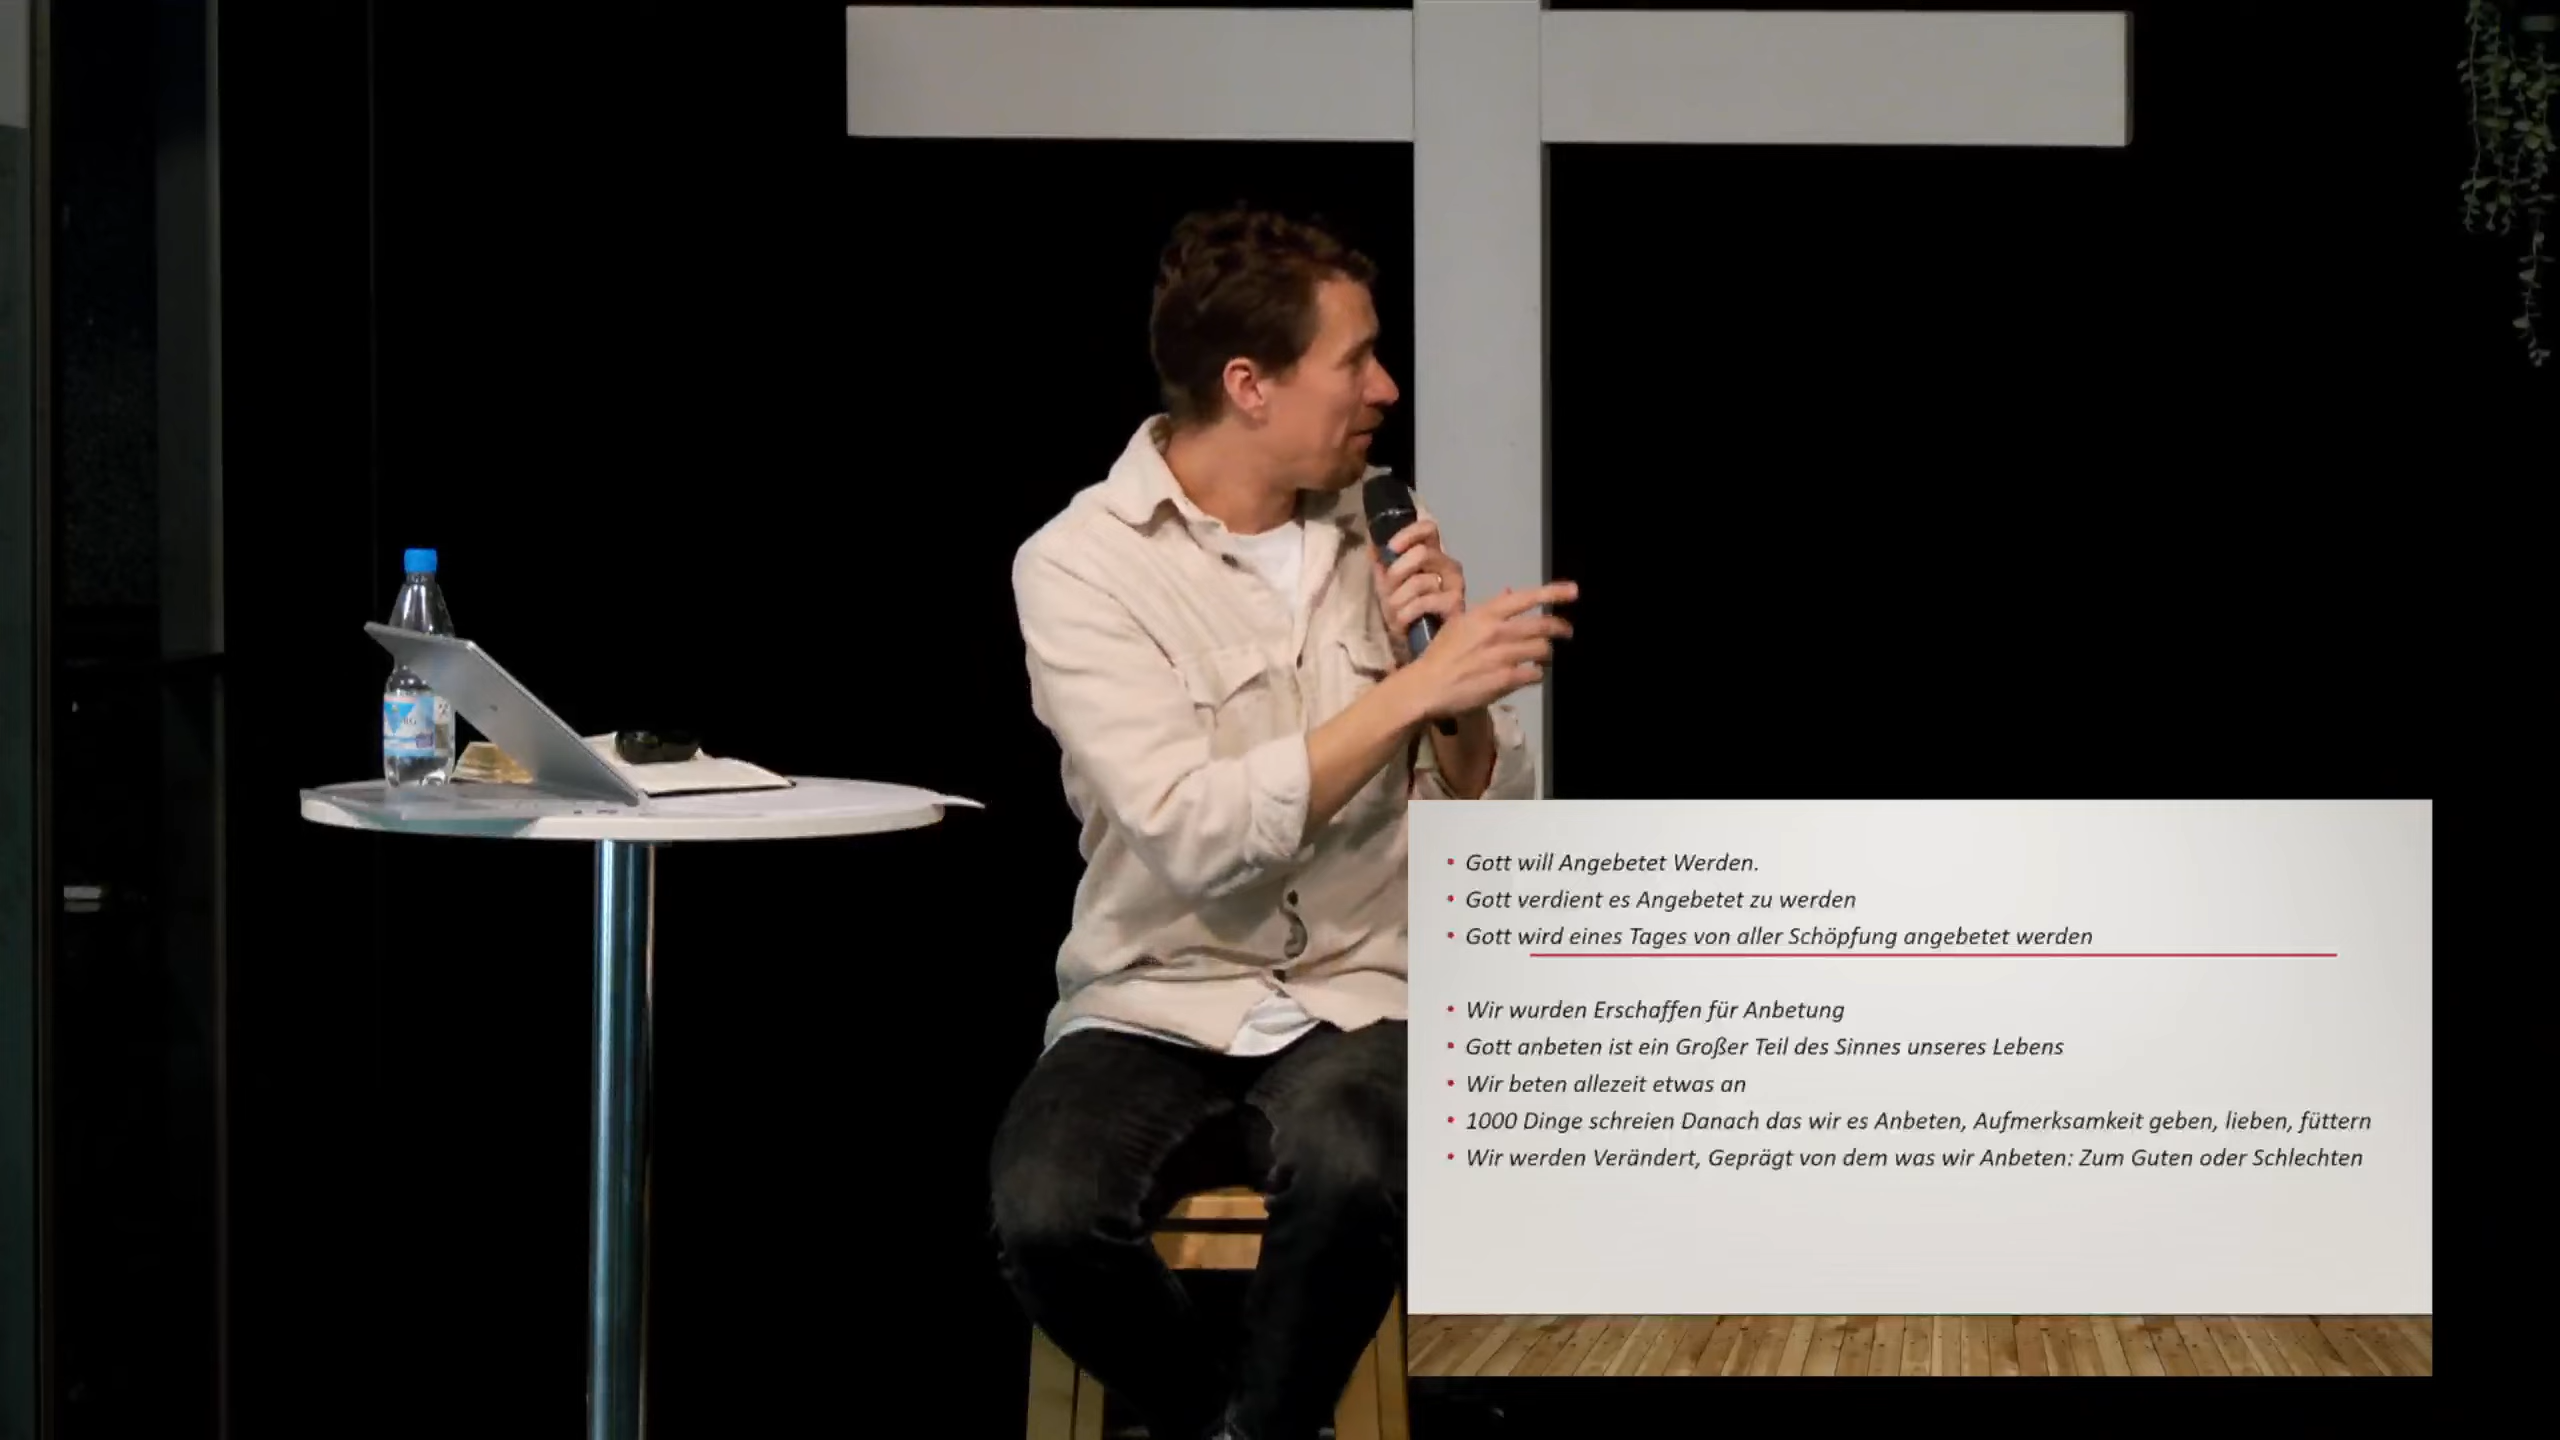 • Gott will Angebetet Werden.
• Gott verdient es Angebetet zu werden
• Gott wird eines Tages von aller Schöpfung angebetet werden
• Wir wurden Erschaffen für Anbetung
• Gott anbeten ist ein Großer Teil des Sinnes unseres Lebens
• Wir beten allezeit etwas an
• 1000 Dinge schreien Danach das wir es Anbeten, Aufmerksamkeit geben, lieben, füttern
• Wir werden Verändert, Geprägt von dem was wir Anbeten: Zum Guten oder Schlechten